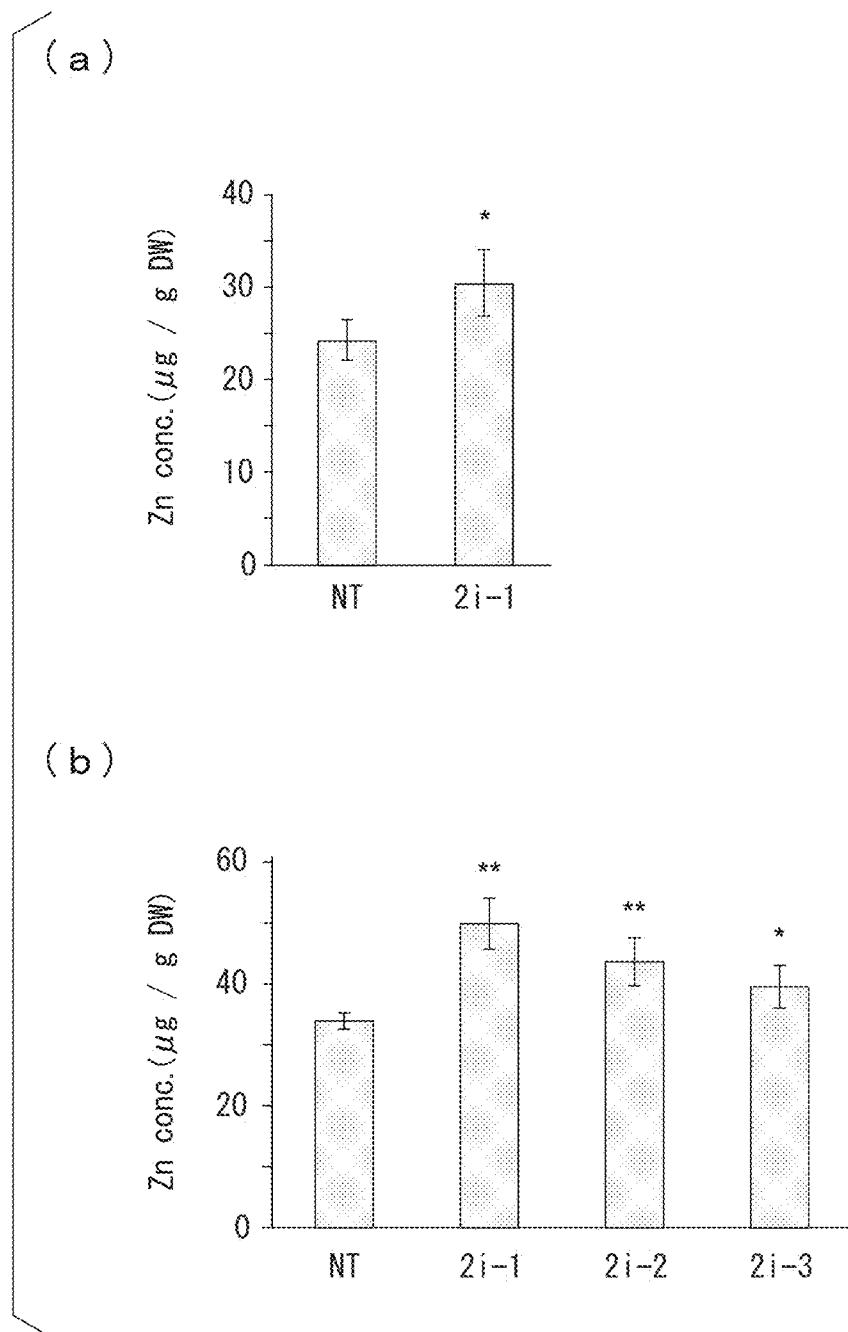 (a)
Zn conc.(μg / g DW)
40
30
20
10
0
*
NT 2i-1
(b)
Zn conc.(μg / g DW)
60
40
20
0
** ** *
NT 2i-1 2i-2 2i-3